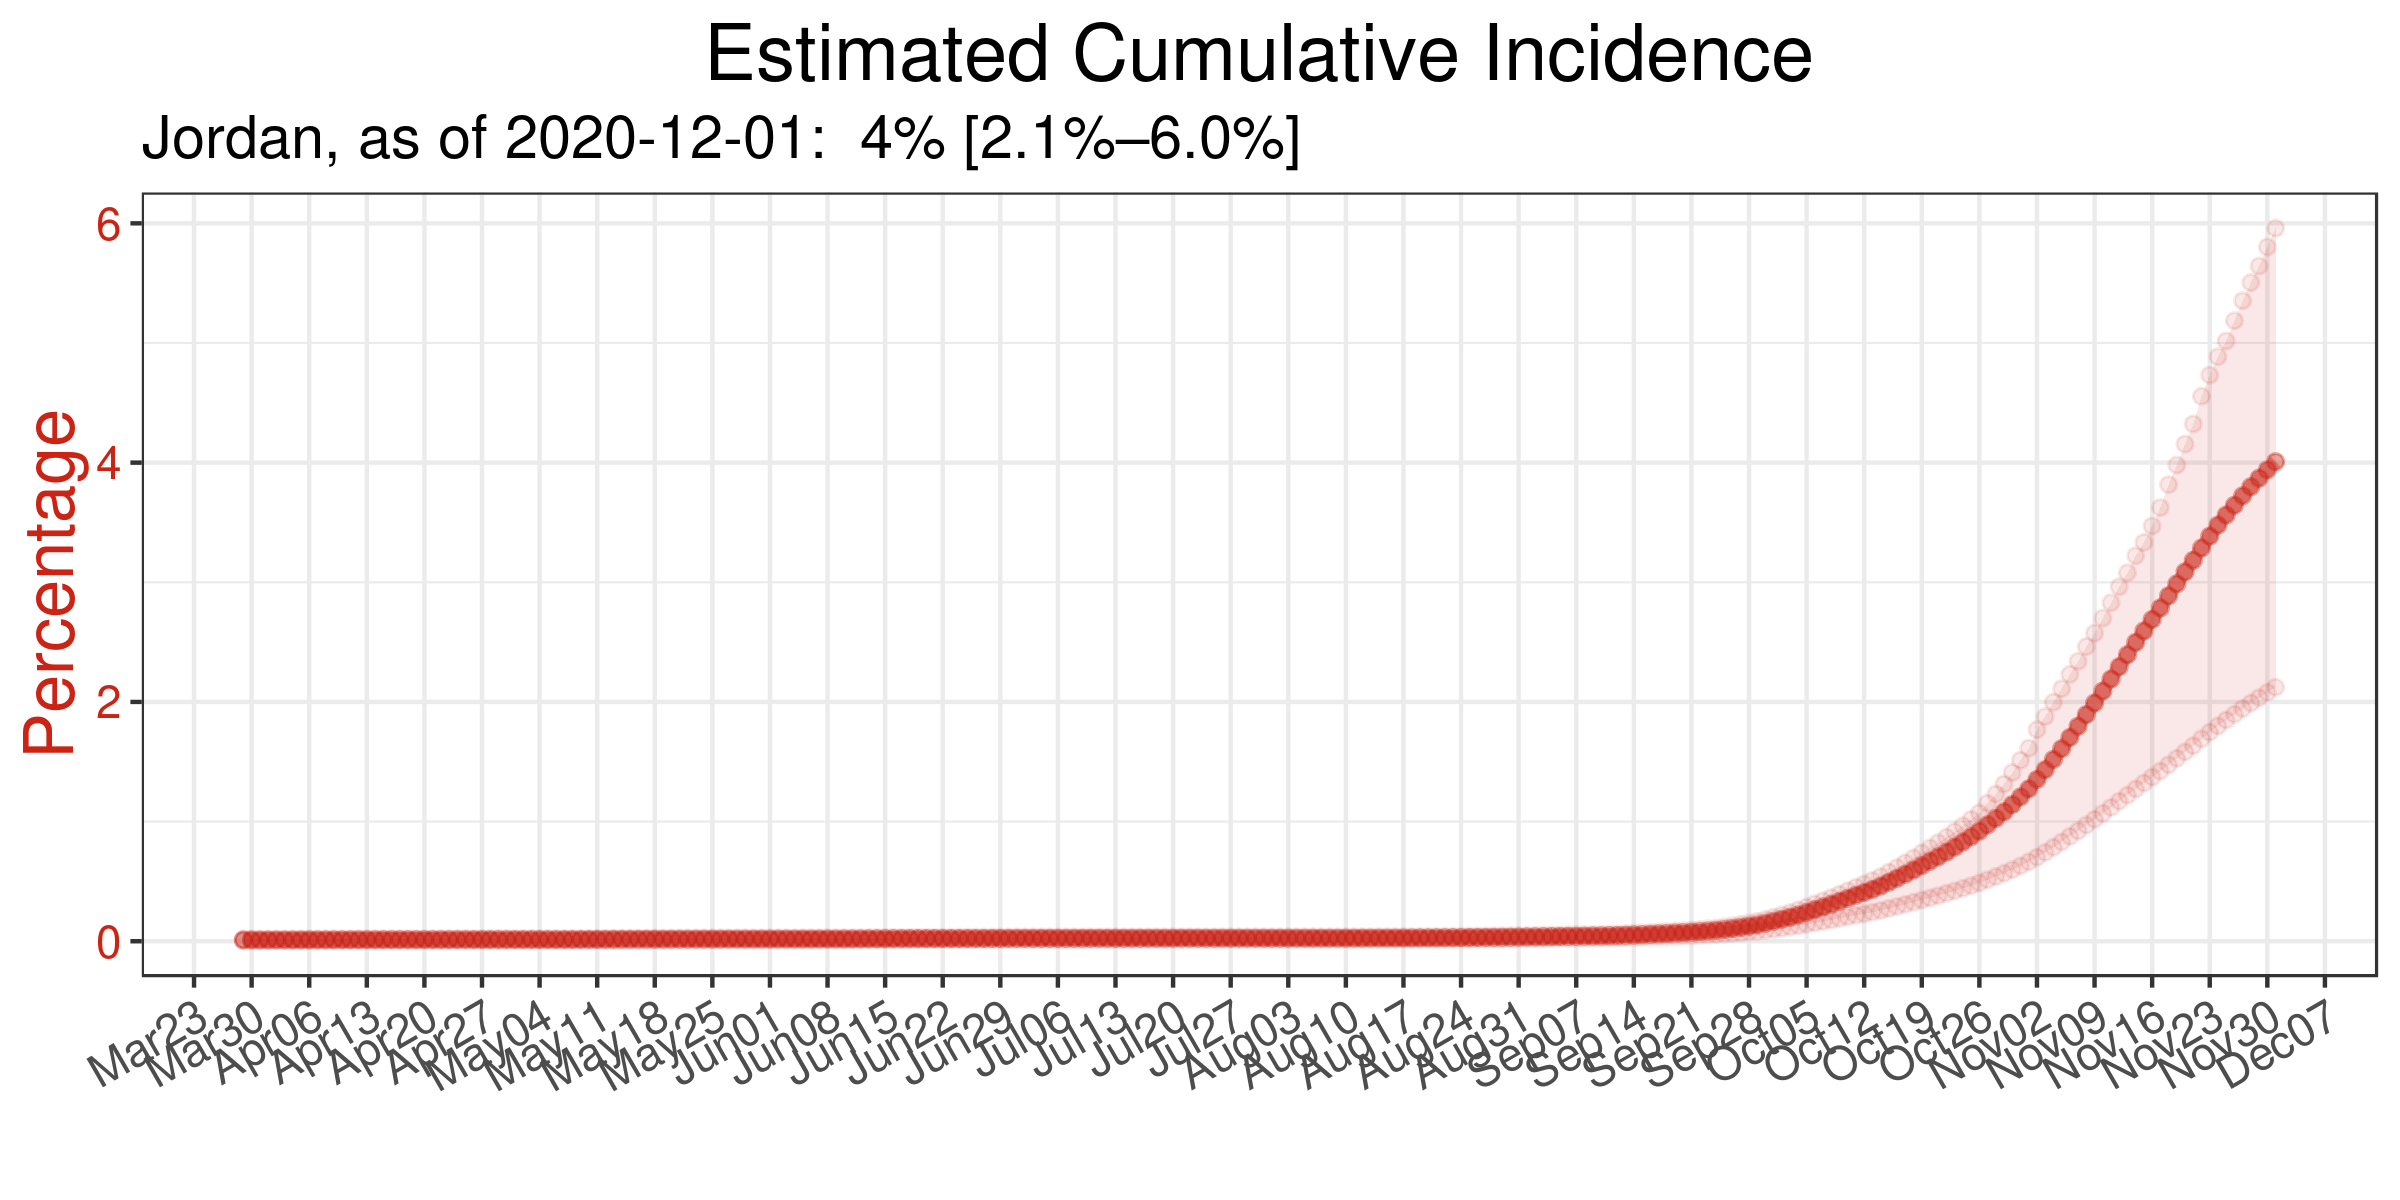 Estimated Cumulative Incidence
Jordan, as of 2020-12-01:  4% [2.1%–6.0%]
Percentage
6
4
2
0
Mar23 Mar30 Apr06 Apr13 Apr20 Apr27 May04 May11 May18 May25 Jun01 Jun08 Jun15 Jun22 Jun29 Jul06 Jul13 Jul20 Jul27 Aug03 Aug10 Aug17 Aug24 Aug31 Sep07 Sep14 Sep21 Sep28 Oct05 Oct12 Oct19 Oct26 Nov02 Nov09 Nov16 Nov23 Nov30 Dec07